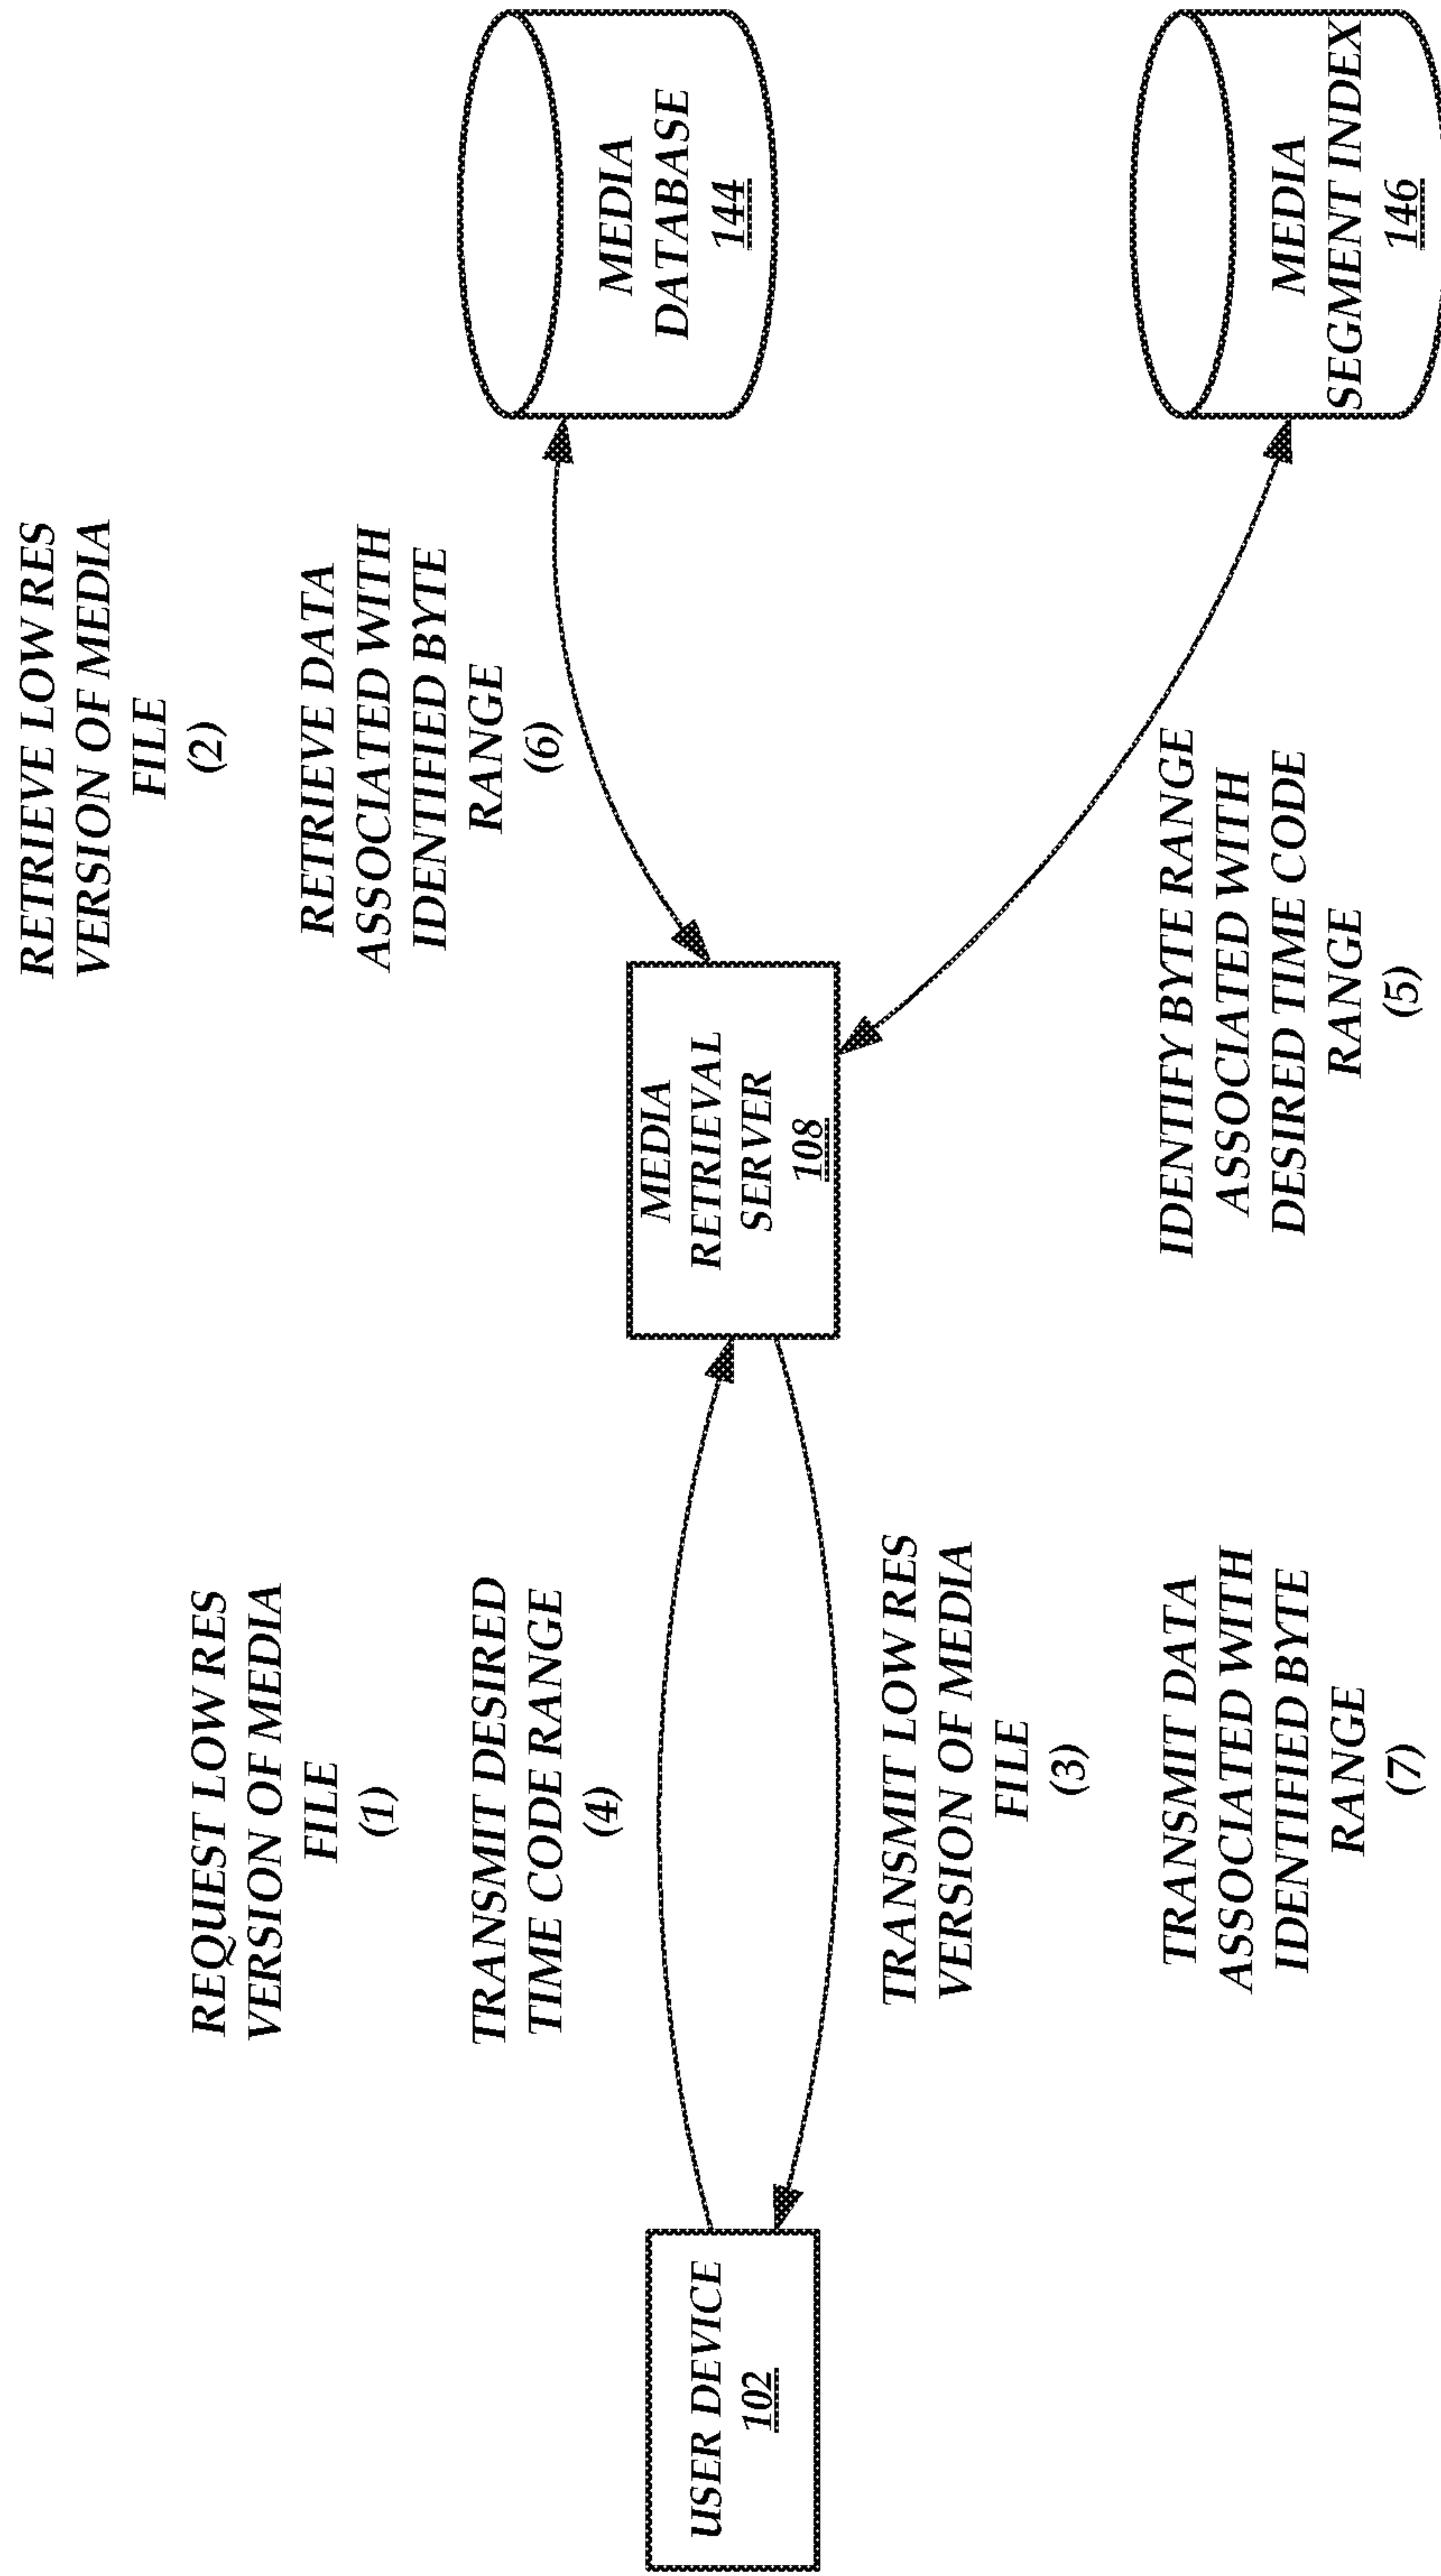 RETRIEVE LOW RES
VERSION OF MEDIA
FILE
(2)
RETRIEVE DATA
ASSOCIATED WITH
IDENTIFIED BYTE
RANGE
(6)
REQUEST LOW RES
VERSION OF MEDIA
FILE
(1)
TRANSMIT DESIRED
TIME CODE RANGE
(4)
USER DEVICE
102
MEDIA
RETRIEVAL
SERVER
108
MEDIA
DATABASE
144
TRANSMIT LOW RES
VERSION OF MEDIA
FILE
(3)
TRANSMIT DATA
ASSOCIATED WITH
IDENTIFIED BYTE
RANGE
(7)
IDENTIFY BYTE RANGE
ASSOCIATED WITH
DESIRED TIME CODE
RANGE
(5)
MEDIA
SEGMENT INDEX
146